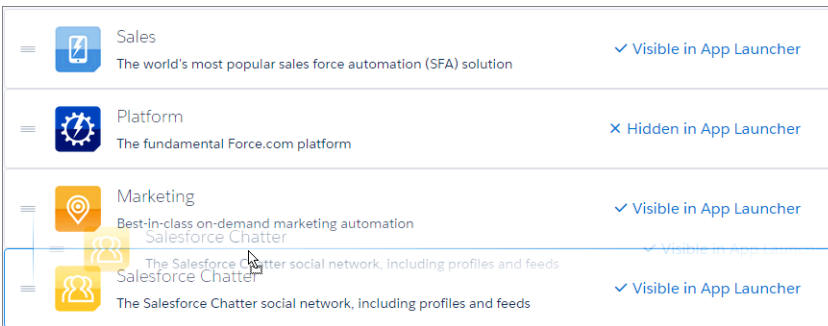 Sales
The world's most popular sales force automation (SFA) solution
Visible in App Launcher
Platform
The fundamental Force.com platform
Hidden in App Launcher
Marketing
Best-in-class on-demand marketing automation
Visible in App Launcher
Salesforce Chatter
Visible in App Launcher
The Salesforce Chatter social network, including profiles and feeds
Salesforce Chatter
The Salesforce Chatter social network, including profiles and feeds
Visible in App Launcher